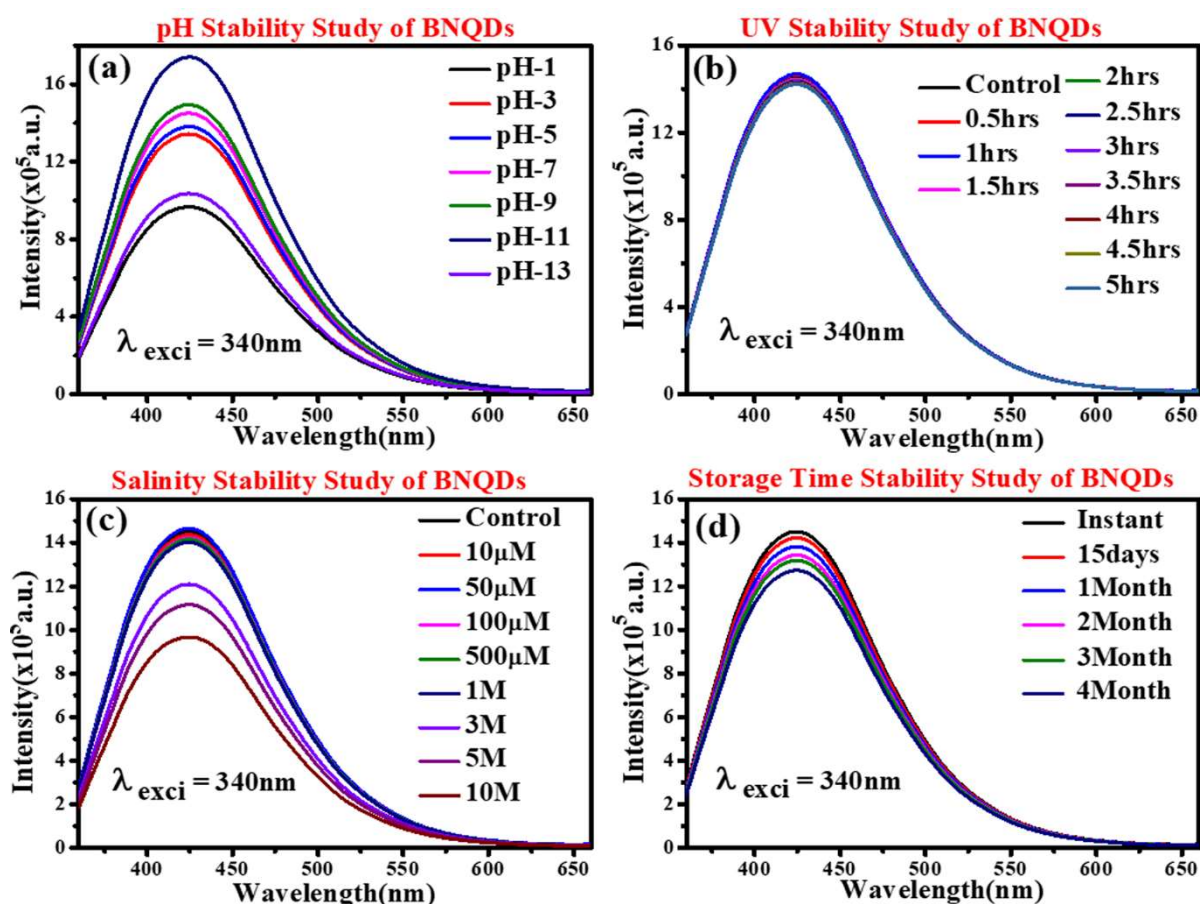 pH Stability Study of BNQDs
(a)
pH-1
pH-3
pH-5
pH-7
pH-9
pH-11
pH-13
λ exci = 340nm
Intensity(x0⁵a.u.)
16
12
8
4
0
400 450 500 550 600 650
Wavelength(nm)
UV Stability Study of BNQDs
(b)
Control
0.5hrs
1hrs
1.5hrs
2hrs
2.5hrs
3hrs
3.5hrs
4hrs
4.5hrs
5hrs
λ exci = 340nm
Intensity(x10⁵a.u.)
16
12
8
4
0
400 450 500 550 600 650
Wavelength(nm)
Salinity Stability Study of BNQDs
(c)
Control
10µM
50µM
100µM
500µM
1M
3M
5M
10M
λ exci = 340nm
Intensity(x10⁵a.u.)
16
14
12
10
8
6
4
2
0
400 450 500 550 600 650
Wavelength(nm)
Storage Time Stability Study of BNQDs
(d)
Instant
15days
1Month
2Month
3Month
4Month
λ exci = 340nm
Intensity(x10⁵a.u.)
16
14
12
10
8
6
4
2
0
400 450 500 550 600 650
Wavelength(nm)